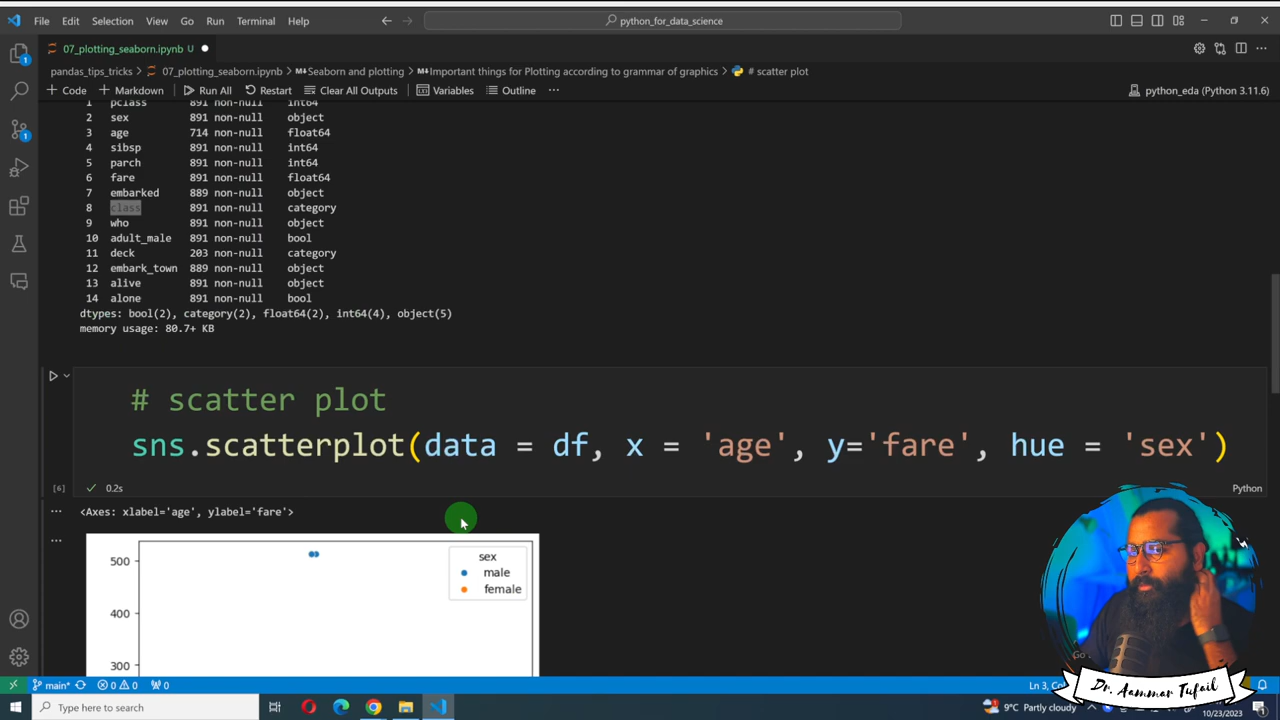 File Edit Selection View Go Run Terminal Help
python_for_data_science
07_plotting_seaborn.ipynb U
pandas_tips_tricks > 07_plotting_seaborn.ipynb > M↓Seaborn and plotting > M↓Important things for Plotting according to grammar of graphics > # scatter plot
+ Code + Markdown Run All Restart Clear All Outputs Variables Outline ... python_eda (Python 3.11.6)
1 pclass 891 non-null int64
2 sex 891 non-null object
3 age 714 non-null float64
4 sibsp 891 non-null int64
5 parch 891 non-null int64
6 fare 891 non-null float64
7 embarked 889 non-null object
8 class 891 non-null category
9 who 891 non-null object
10 adult_male 891 non-null bool
11 deck 203 non-null category
12 embark_town 889 non-null object
13 alive 891 non-null object
14 alone 891 non-null bool
dtypes: bool(2), category(2), float64(2), int64(4), object(5)
memory usage: 80.7+ KB
# scatter plot
sns.scatterplot(data = df, x = 'age', y='fare', hue = 'sex')
[6] 0.2s Python
<Axes: xlabel='age', ylabel='fare'>
500
400
300
sex
male
female
Dr. Aammar Tufail
main* 0 0 0 Ln 3,
Type here to search
9°C Partly cloudy
10/23/2023